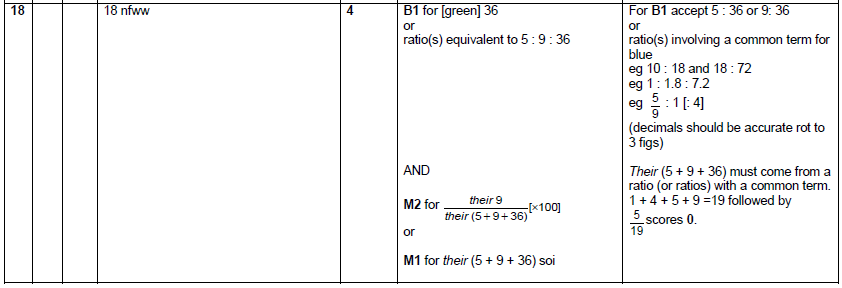 18
18 nfww
4
B1 for [green] 36
or
ratio(s) equivalent to 5 : 9 : 36
AND
M2 for their 9 / their (5+9+36) [×100]
or
M1 for their (5 + 9 + 36) soi
For B1 accept 5 : 36 or 9: 36
or
ratio(s) involving a common term for
blue
eg 10 : 18 and 18 : 72
eg 1 : 1.8 : 7.2
eg 5/9 : 1 [: 4]
(decimals should be accurate rot to
3 figs)
Their (5 + 9 + 36) must come from a
ratio (or ratios) with a common term.
1 + 4 + 5 + 9 =19 followed by
5/19 scores 0.